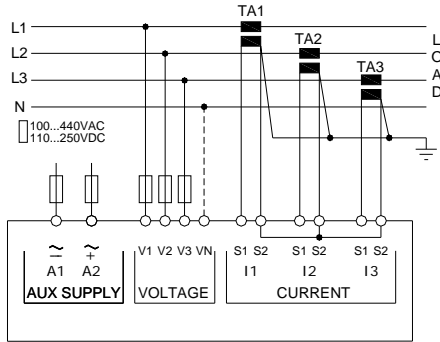 TA1
L1
TA2
L2
TA3
L3
N
LOAD
100...440VAC
110...250VDC
~ ~
− +
A1 A2
AUX SUPPLY
V1 V2 V3 VN
VOLTAGE
S1 S2 S1 S2 S1 S2
I1 I2 I3
CURRENT